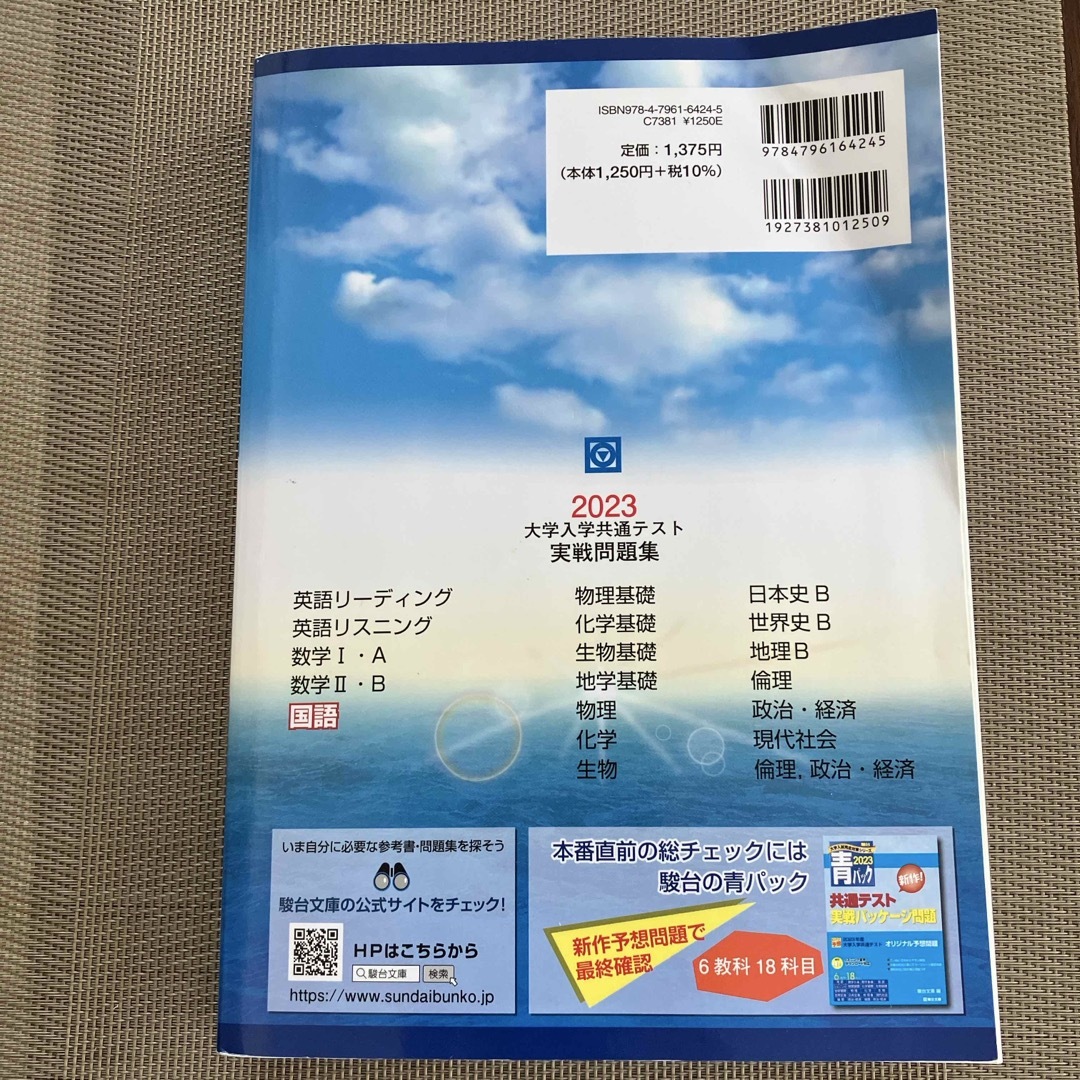 ISBN978-4-7961-6424-5
C7381 ¥1250E
定価：1,375円
（本体1,250円＋税10％）
9784796164245
1927381012509
2023
大学入学共通テスト
実戦問題集
英語リーディング
英語リスニング
数学Ⅰ・A
数学Ⅱ・B
国語
物理基礎
化学基礎
生物基礎
地学基礎
物理
化学
生物
日本史B
世界史B
地理B
倫理
政治・経済
現代社会
倫理，政治・経済
いま自分に必要な参考書・問題集を探そう
駿台文庫の公式サイトをチェック！
HPはこちらから
駿台文庫 検索
https://www.sundaibunko.jp
本番直前の総チェックには
駿台の青パック
新作予想問題で
最終確認
6教科18科目
2023
青パック
新作！
共通テスト
実戦パッケージ問題
オリジナル予想問題